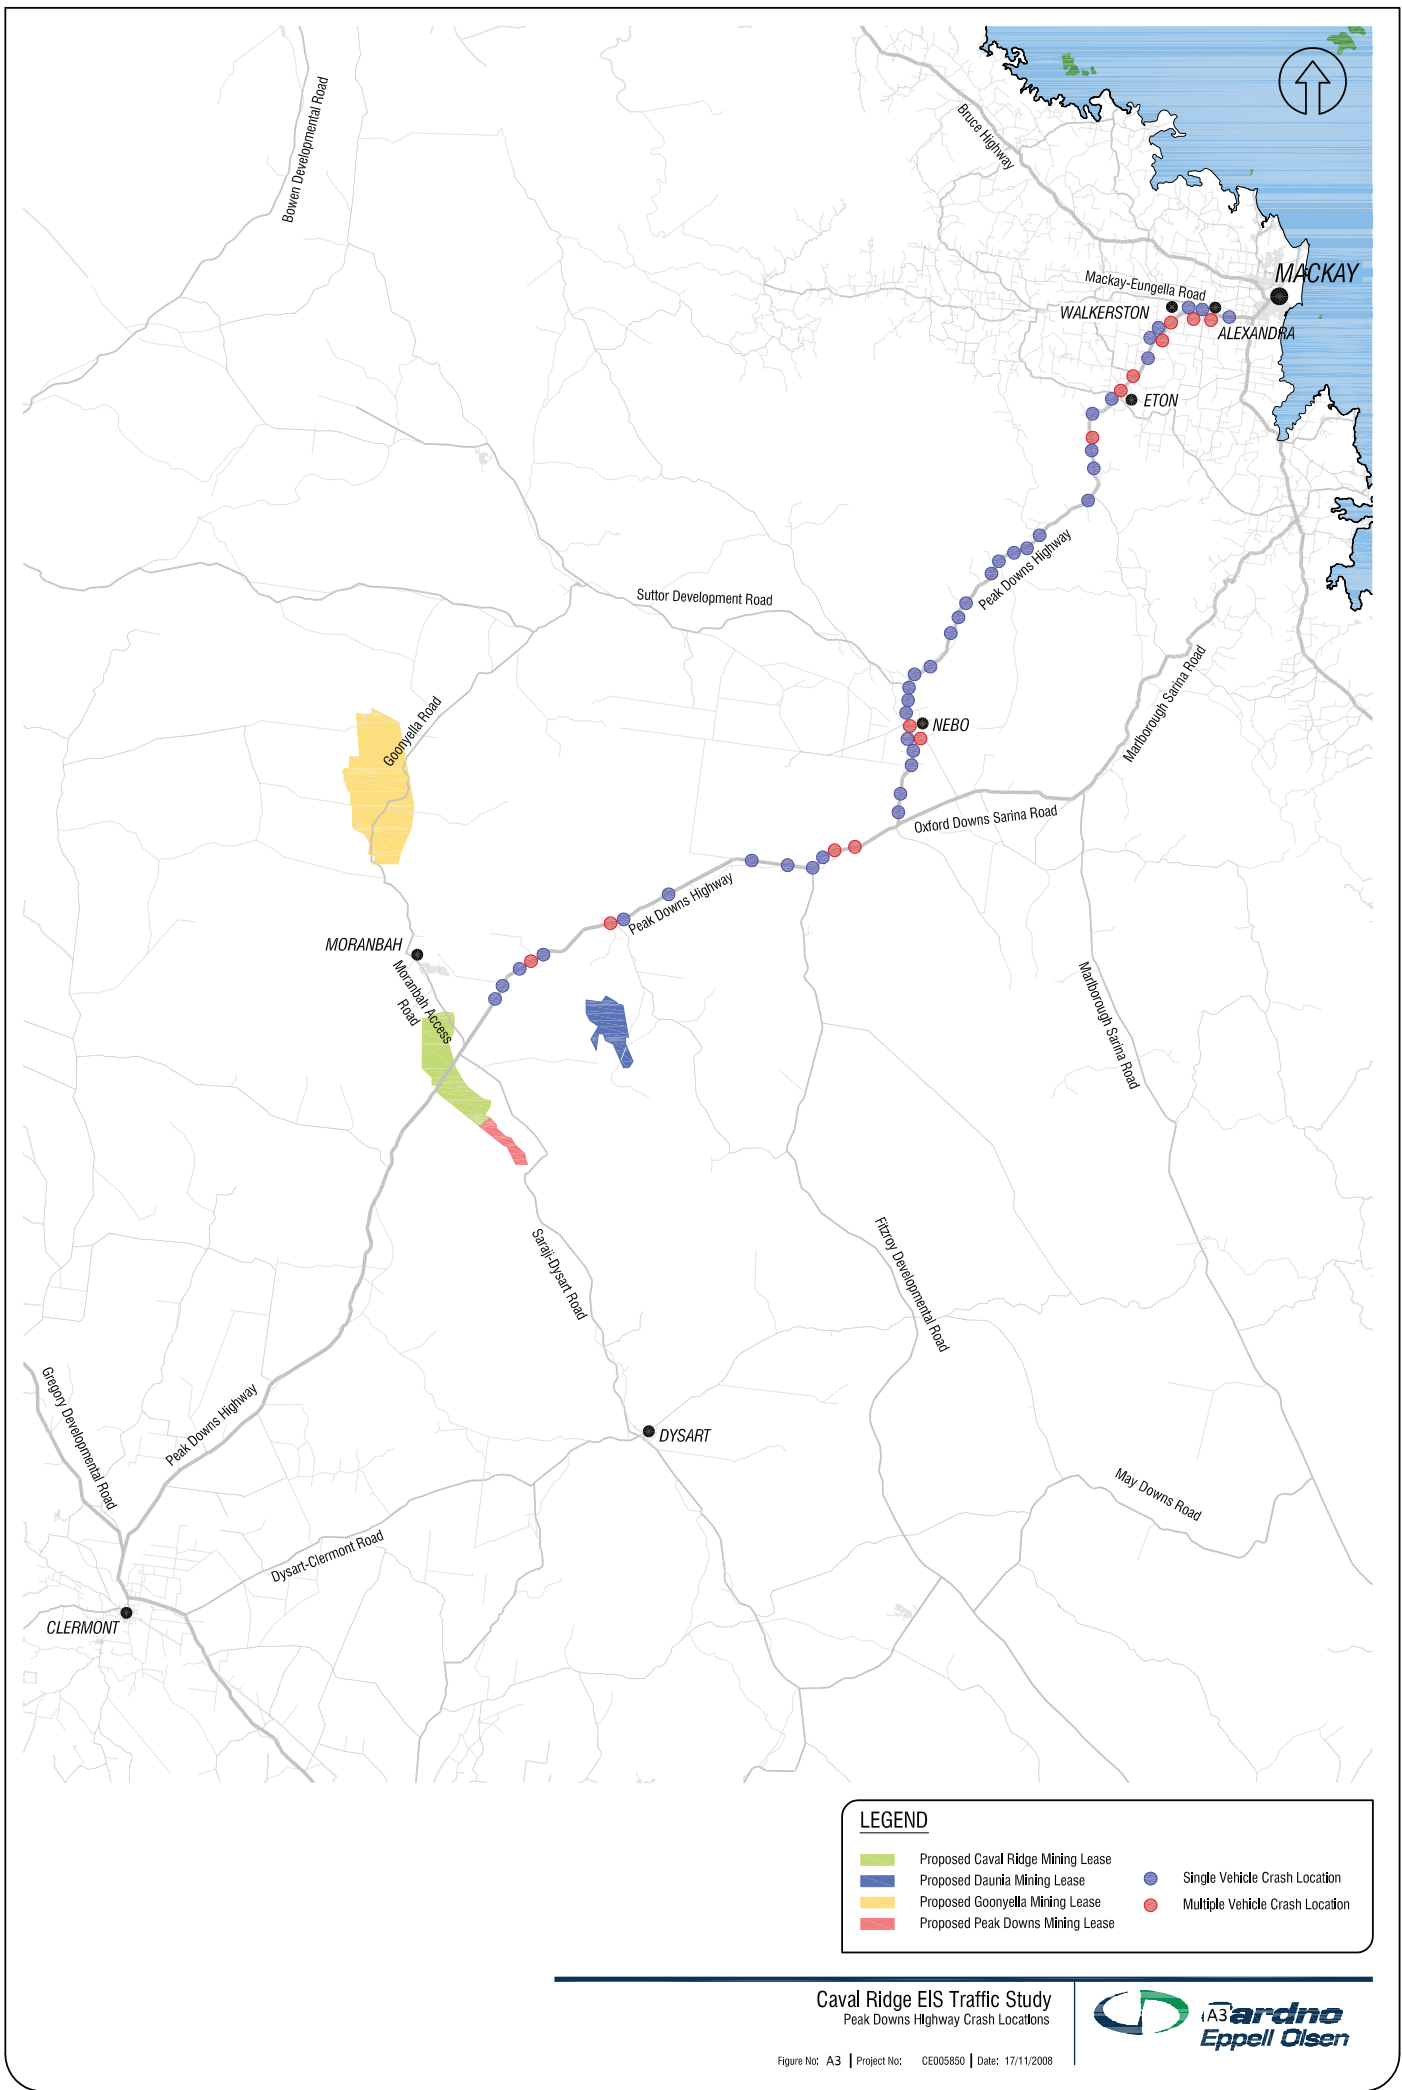 Bowen Developmental Road
Bruce Highway
MACKAY
Mackay-Eungella Road
WALKERSTON
ALEXANDRA
ETON
Peak Downs Highway
Suttor Development Road
Marlborough Sarina Road
Goonyella Road
NEBO
Oxford Downs Sarina Road
Peak Downs Highway
MORANBAH
Moranbah Access
Road
Marlborough Sarina Road
Fitzroy Developmental Road
Saraji-Dysart Road
Gregory Developmental Road
Peak Downs Highway
DYSART
May Downs Road
Dysart-Clermont Road
CLERMONT
LEGEND
Proposed Caval Ridge Mining Lease
Proposed Daunia Mining Lease
Proposed Goonyella Mining Lease
Proposed Peak Downs Mining Lease
Single Vehicle Crash Location
Multiple Vehicle Crash Location
Caval Ridge EIS Traffic Study
Peak Downs Highway Crash Locations
Figure No: A3 | Project No: CE005850 | Date: 17/11/2008
A3
Cardno
Eppell Olsen